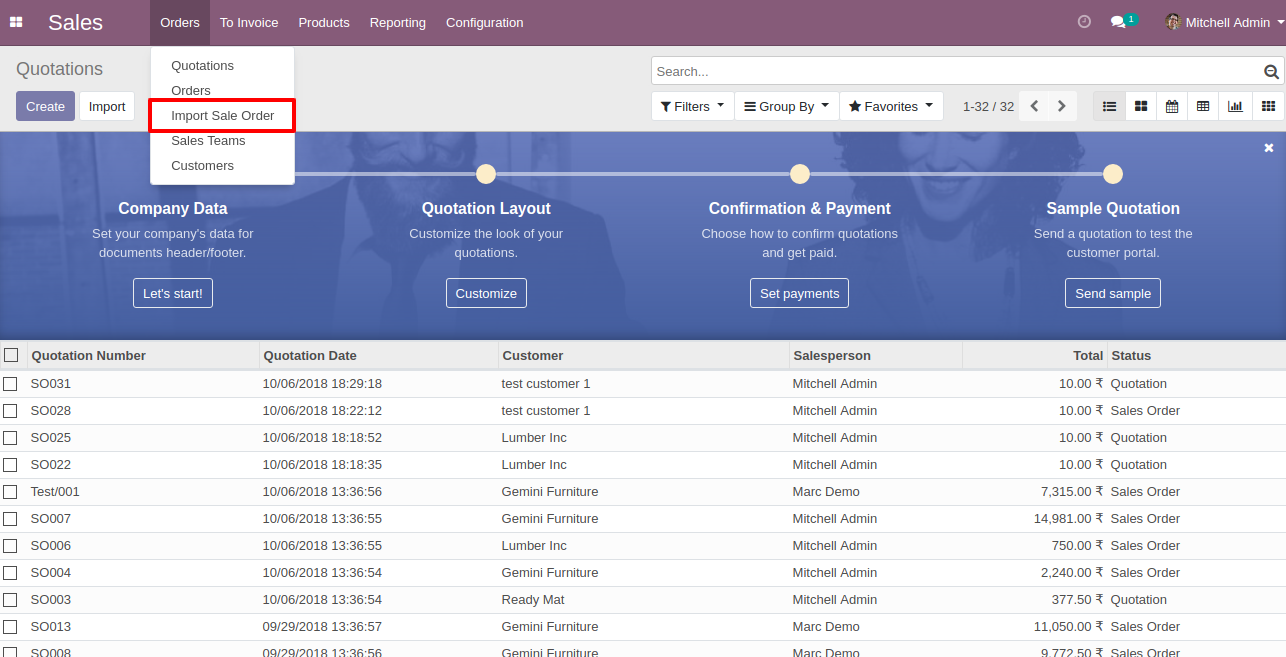 Sales Orders To Invoice Products Reporting Configuration 1 Mitchell Admin
Quotations
Search...
Create Import
Filters Group By Favorites 1-32 / 32
Quotations
Orders
Import Sale Order
Sales Teams
Customers
Company Data
Set your company's data for
documents header/footer.
Let's start!
Quotation Layout
Customize the look of your
quotations.
Customize
Confirmation & Payment
Choose how to confirm quotations
and get paid.
Set payments
Sample Quotation
Send a quotation to test the
customer portal.
Send sample
Quotation Number Quotation Date Customer Salesperson Total Status
SO031 10/06/2018 18:29:18 test customer 1 Mitchell Admin 10.00 ₹ Quotation
SO028 10/06/2018 18:22:12 test customer 1 Mitchell Admin 10.00 ₹ Sales Order
SO025 10/06/2018 18:18:52 Lumber Inc Mitchell Admin 10.00 ₹ Quotation
SO022 10/06/2018 18:18:35 Lumber Inc Mitchell Admin 10.00 ₹ Quotation
Test/001 10/06/2018 13:36:56 Gemini Furniture Marc Demo 7,315.00 ₹ Sales Order
SO007 10/06/2018 13:36:55 Gemini Furniture Mitchell Admin 14,981.00 ₹ Sales Order
SO006 10/06/2018 13:36:55 Lumber Inc Mitchell Admin 750.00 ₹ Sales Order
SO004 10/06/2018 13:36:54 Gemini Furniture Mitchell Admin 2,240.00 ₹ Sales Order
SO003 10/06/2018 13:36:54 Ready Mat Mitchell Admin 377.50 ₹ Quotation
SO013 09/29/2018 13:36:57 Gemini Furniture Marc Demo 11,050.00 ₹ Sales Order
SO008 09/29/2018 13:36:56 Gemini Furniture Marc Demo 9,772.50 ₹ Sales Order